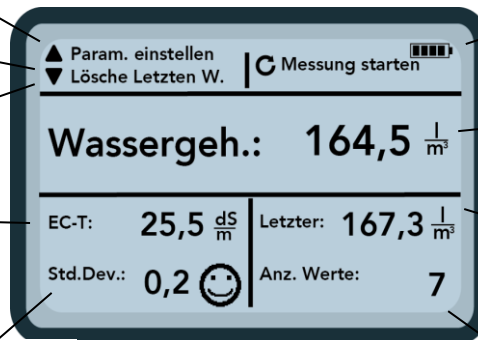 ▲ Param. einstellen
▼ Lösche Letzten W.
Messung starten
Wassergeh.: 164,5 l/m³
EC-T: 25,5 dS/m
Letzter: 167,3 l/m³
Std.Dev.: 0,2
Anz. Werte: 7